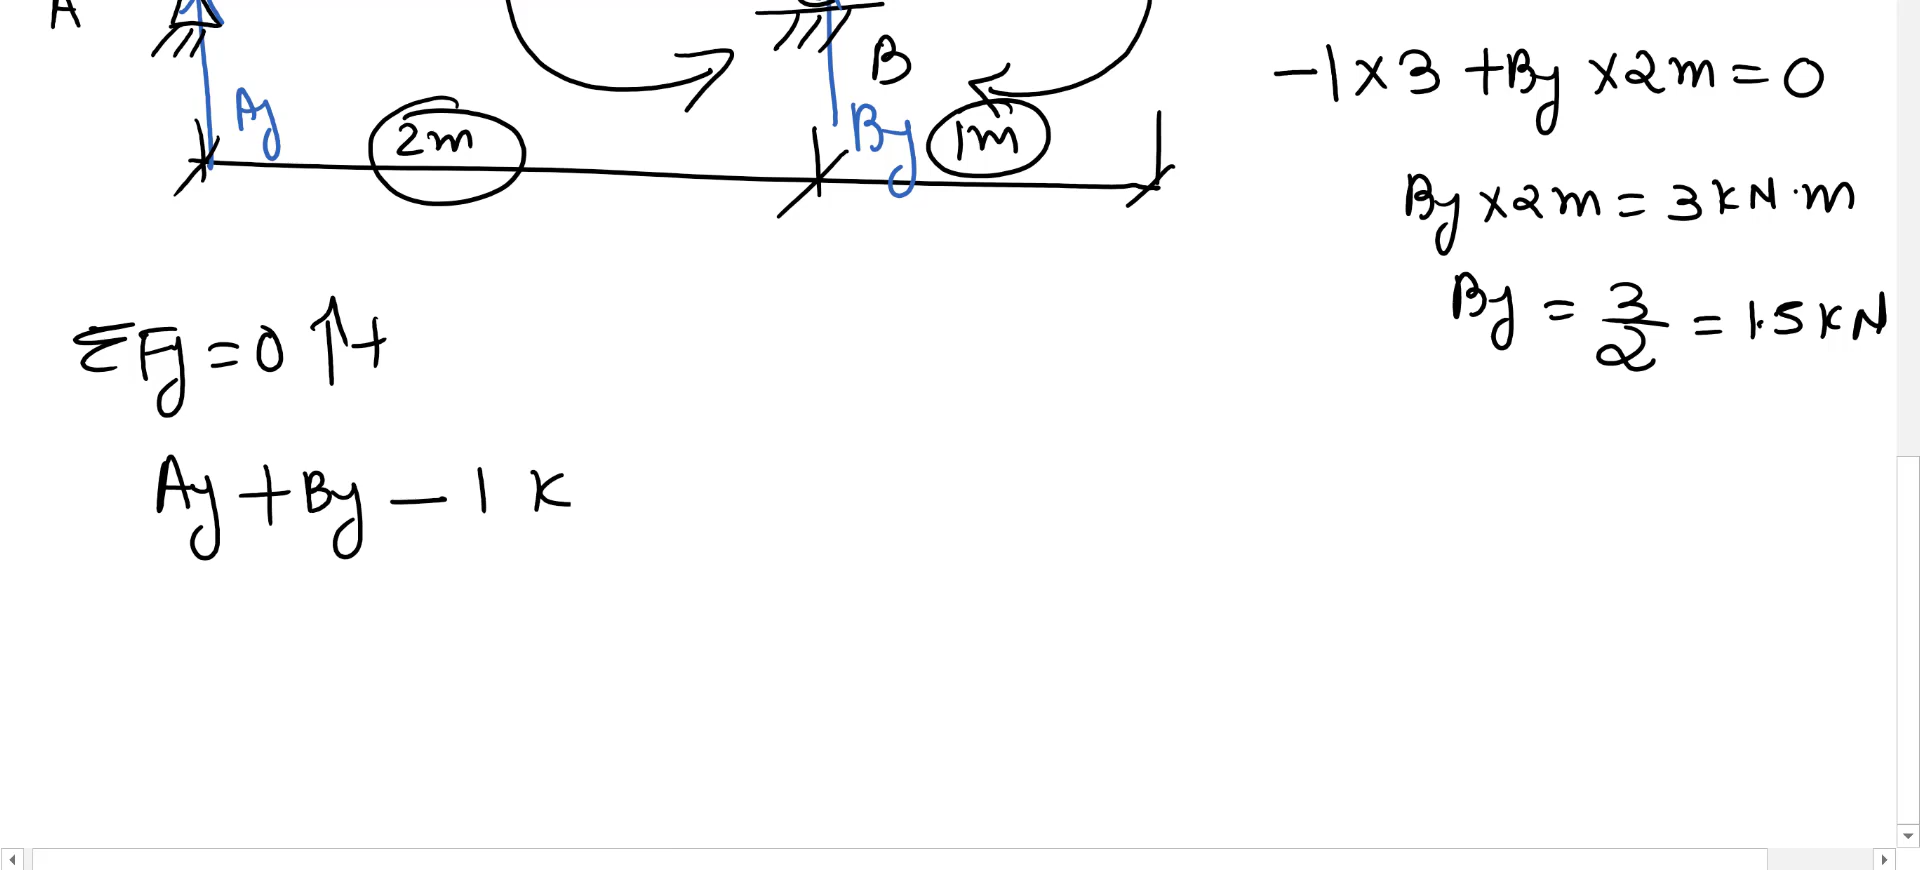 A
B
Ay
2m
By
1m
-1 × 3 + By × 2m = 0
By × 2m = 3 kN·m
By = 3/2 = 1.5 kN
ΣFy = 0 ↑+
Ay + By - 1 K